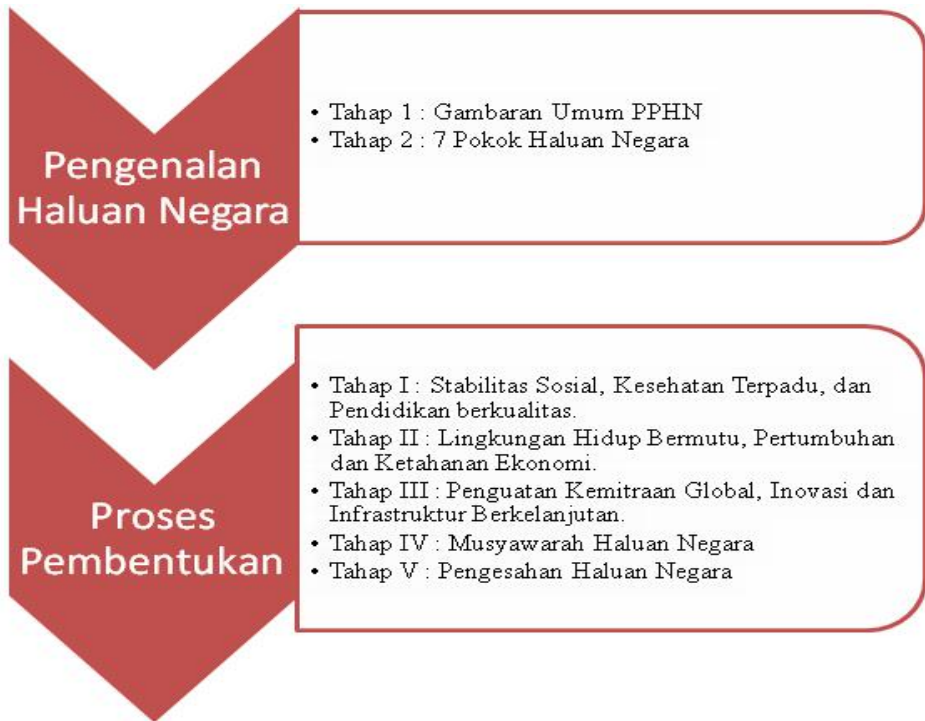 Pengenalan
Haluan Negara
• Tahap 1 : Gambaran Umum PPHN
• Tahap 2 : 7 Pokok Haluan Negara
Proses
Pembentukan
• Tahap I : Stabilitas Sosial, Kesehatan Terpadu, dan
Pendidikan berkualitas.
• Tahap II : Lingkungan Hidup Bermutu, Pertumbuhan
dan Ketahanan Ekonomi.
• Tahap III : Penguatan Kemitraan Global, Inovasi dan
Infrastruktur Berkelanjutan.
• Tahap IV : Musyawarah Haluan Negara
• Tahap V : Pengesahan Haluan Negara